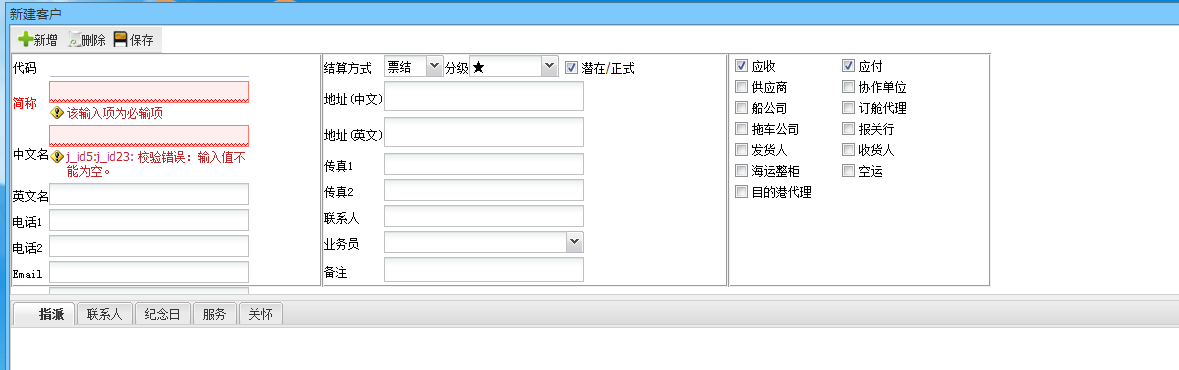 新建客户
新增 删除 保存
代码
简称
该输入项为必输项
中文名
j_id5:j_id23: 校验错误: 输入值不
能为空。
英文名
电话1
电话2
Email
结算方式 票结 分级 ★ 潜在/正式
地址(中文)
地址(英文)
传真1
传真2
联系人
业务员
备注
应收 应付
供应商 协作单位
船公司 订舱代理
拖车公司 报关行
发货人 收货人
海运整柜 空运
目的港代理
指派 联系人 纪念日 服务 关怀